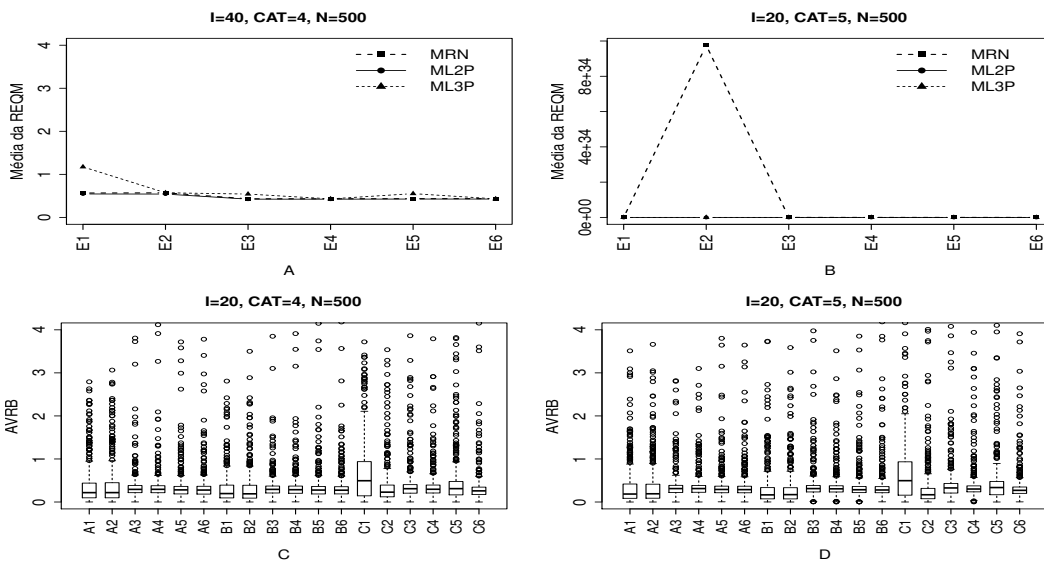 I=40, CAT=4, N=500
Média da REQM
4
3
2
1
0
MRN
ML2P
ML3P
E1 E2 E3 E4 E5 E6
A
I=20, CAT=5, N=500
Média da REQM
8e+34
4e+34
0e+00
MRN
ML2P
ML3P
E1 E2 E3 E4 E5 E6
B
I=20, CAT=4, N=500
AVRB
4
3
2
1
0
A1 A2 A3 A4 A5 A6 B1 B2 B3 B4 B5 B6 C1 C2 C3 C4 C5 C6
C
I=20, CAT=5, N=500
AVRB
4
3
2
1
0
A1 A2 A3 A4 A5 A6 B1 B2 B3 B4 B5 B6 C1 C2 C3 C4 C5 C6
D